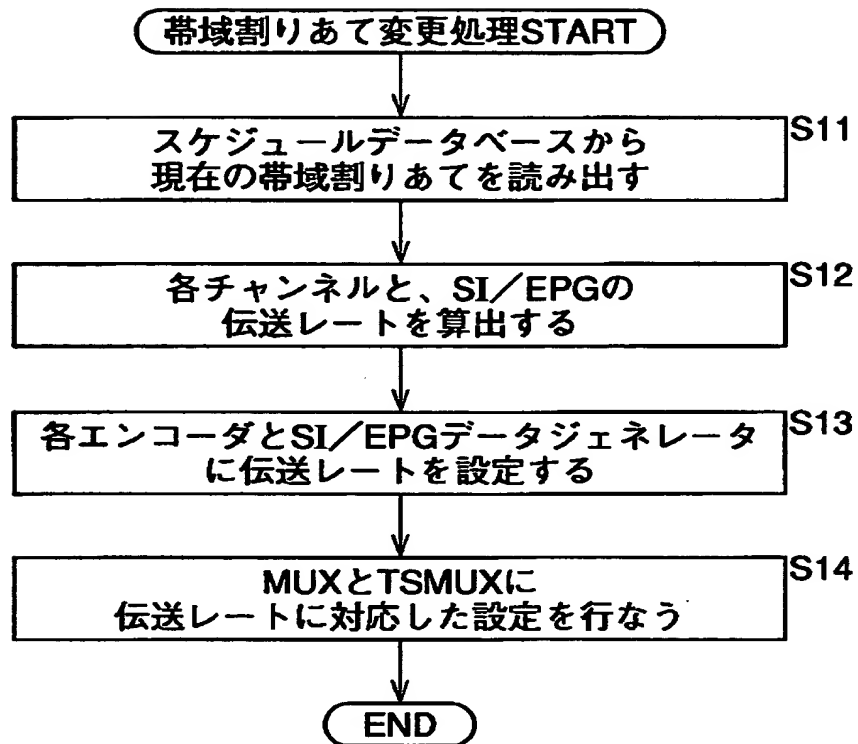 帯域割りあて変更処理START
S11
スケジュールデータベースから
現在の帯域割りあてを読み出す
S12
各チャンネルと、SI／EPGの
伝送レートを算出する
S13
各エンコーダとSI／EPGデータジェネレータ
に伝送レートを設定する
S14
MUXとTSMUXに
伝送レートに対応した設定を行なう
END